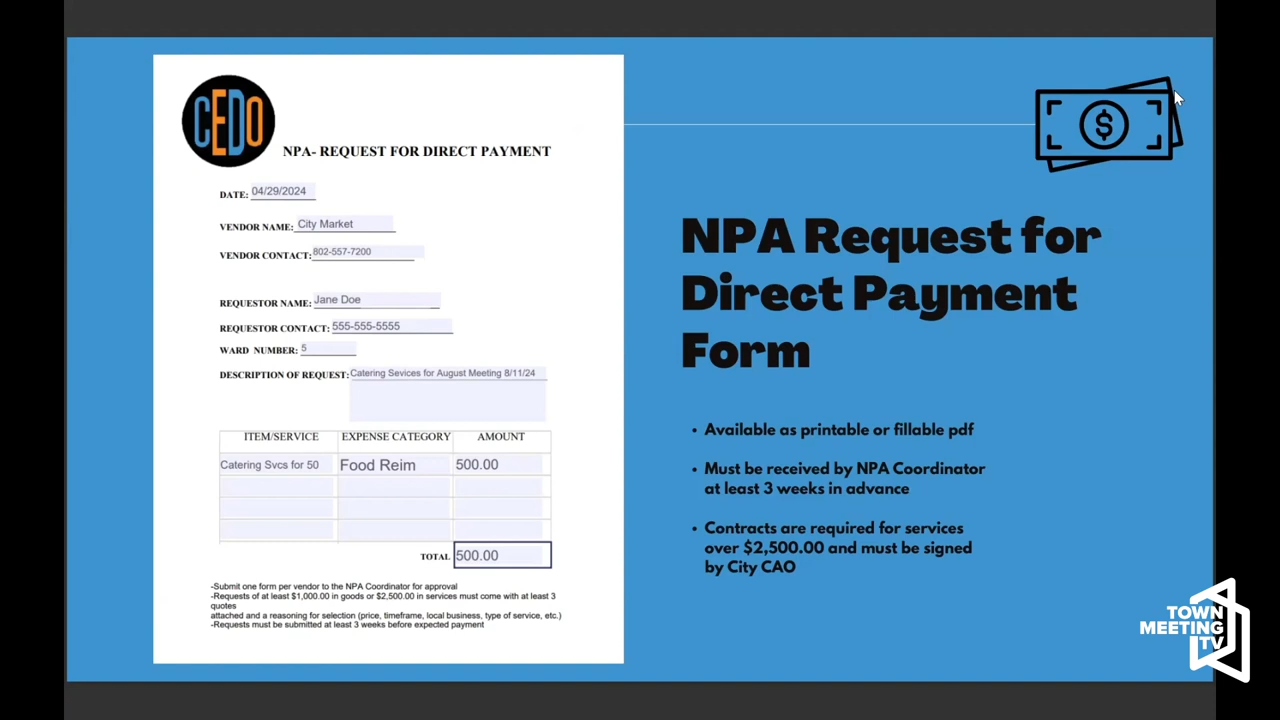 CEDO
NPA- REQUEST FOR DIRECT PAYMENT
DATE: 04/29/2024
VENDOR NAME: City Market
VENDOR CONTACT: 802-557-7200
REQUESTOR NAME: Jane Doe
REQUESTOR CONTACT: 555-555-5555
WARD NUMBER: 5
DESCRIPTION OF REQUEST: Catering Sevices for August Meeting 8/11/24
ITEM/SERVICE EXPENSE CATEGORY AMOUNT
Catering Svcs for 50 Food Reim 500.00
TOTAL 500.00
-Submit one form per vendor to the NPA Coordinator for approval
-Requests of at least $1,000.00 in goods or $2,500.00 in services must come with at least 3
quotes
attached and a reasoning for selection (price, timeframe, local business, type of service, etc.)
-Requests must be submitted at least 3 weeks before expected payment
$
NPA Request for
Direct Payment
Form
• Available as printable or fillable pdf
• Must be received by NPA Coordinator
at least 3 weeks in advance
• Contracts are required for services
over $2,500.00 and must be signed
by City CAO
TOWN
MEETING
TV